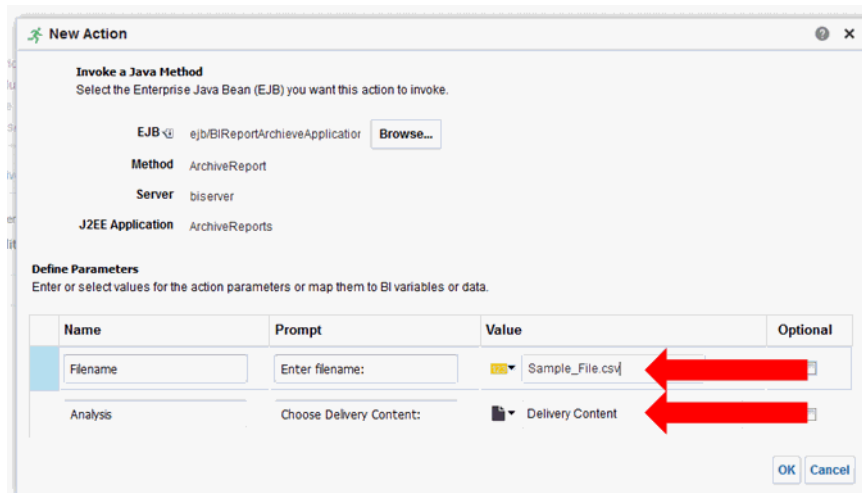 New Action
Invoke a Java Method
Select the Enterprise Java Bean (EJB) you want this action to invoke.
EJB ejb/BIReportArchieveApplication Browse...
Method ArchiveReport
Server biserver
J2EE Application ArchiveReports
Define Parameters
Enter or select values for the action parameters or map them to BI variables or data.
Name Prompt Value Optional
Filename Enter filename: Sample_File.csv
Analysis Choose Delivery Content: Delivery Content
OK Cancel